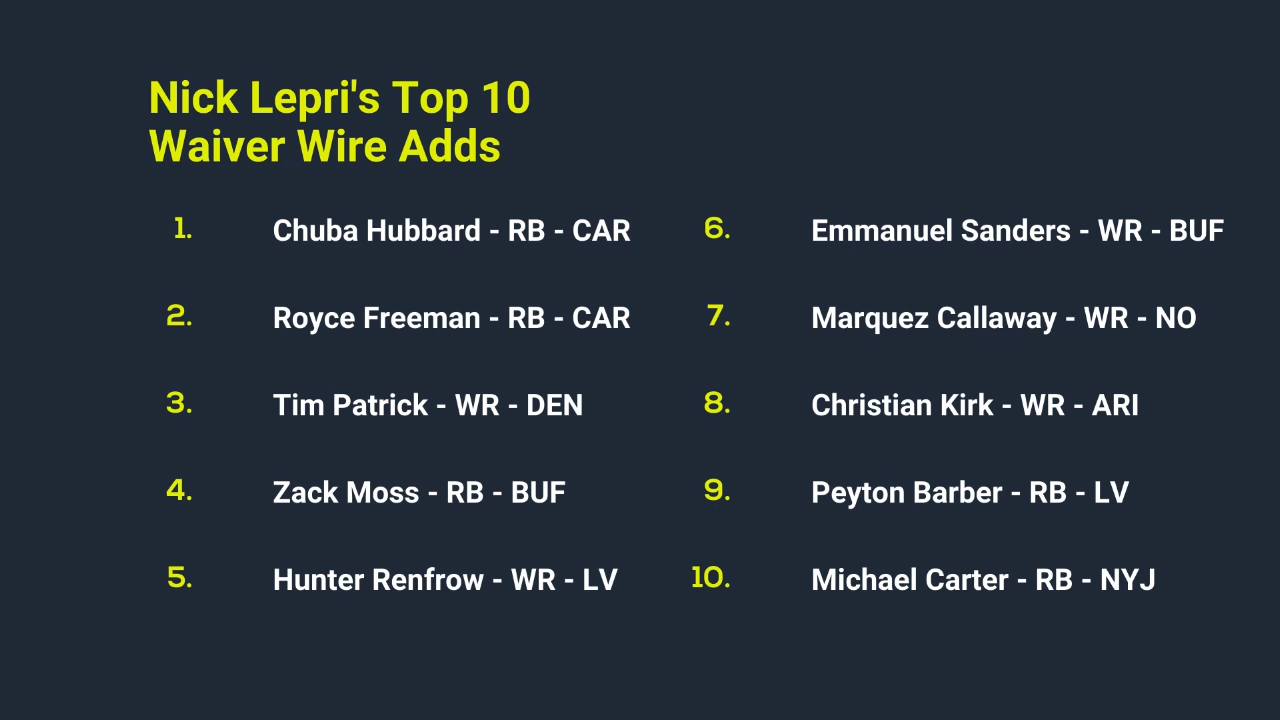 Nick Lepri's Top 10
Waiver Wire Adds
1. Chuba Hubbard - RB - CAR
2. Royce Freeman - RB - CAR
3. Tim Patrick - WR - DEN
4. Zack Moss - RB - BUF
5. Hunter Renfrow - WR - LV
6. Emmanuel Sanders - WR - BUF
7. Marquez Callaway - WR - NO
8. Christian Kirk - WR - ARI
9. Peyton Barber - RB - LV
10. Michael Carter - RB - NYJ